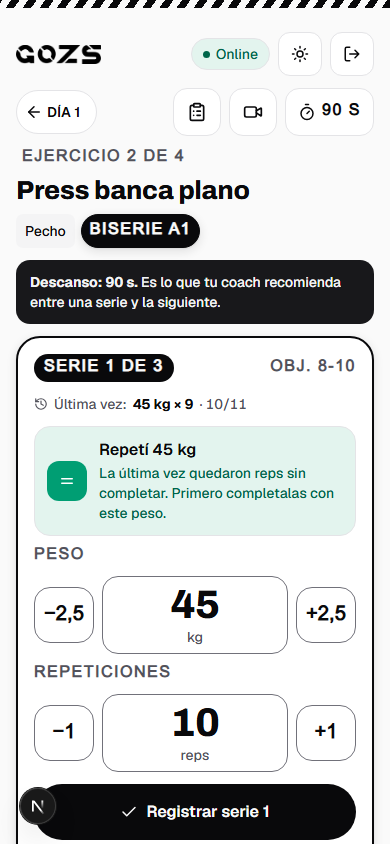 GOZS
Online
DÍA 1
90 S
EJERCICIO 2 DE 4
Press banca plano
Pecho
BISERIE A1
Descanso: 90 s. Es lo que tu coach recomienda
entre una serie y la siguiente.
SERIE 1 DE 3
OBJ. 8-10
Última vez: 45 kg × 9 · 10/11
=
Repetí 45 kg
La última vez quedaron reps sin
completar. Primero completalas con
este peso.
PESO
−2,5
45
kg
+2,5
REPETICIONES
−1
10
reps
+1
N
Registrar serie 1